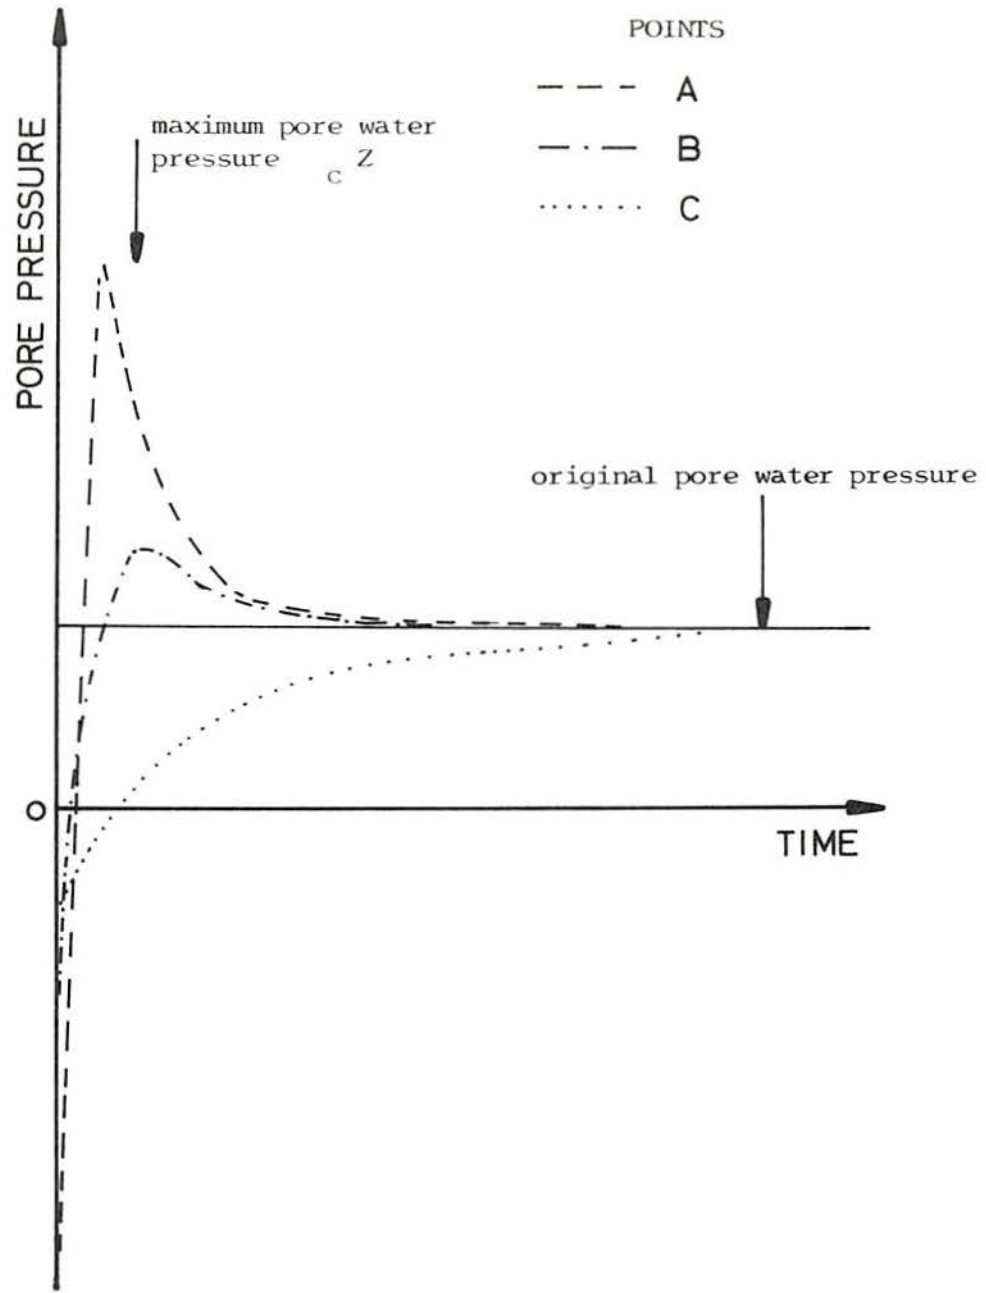 POINTS
A
B
C
maximum pore water
pressure c Z
PORE PRESSURE
original pore water pressure
O
TIME